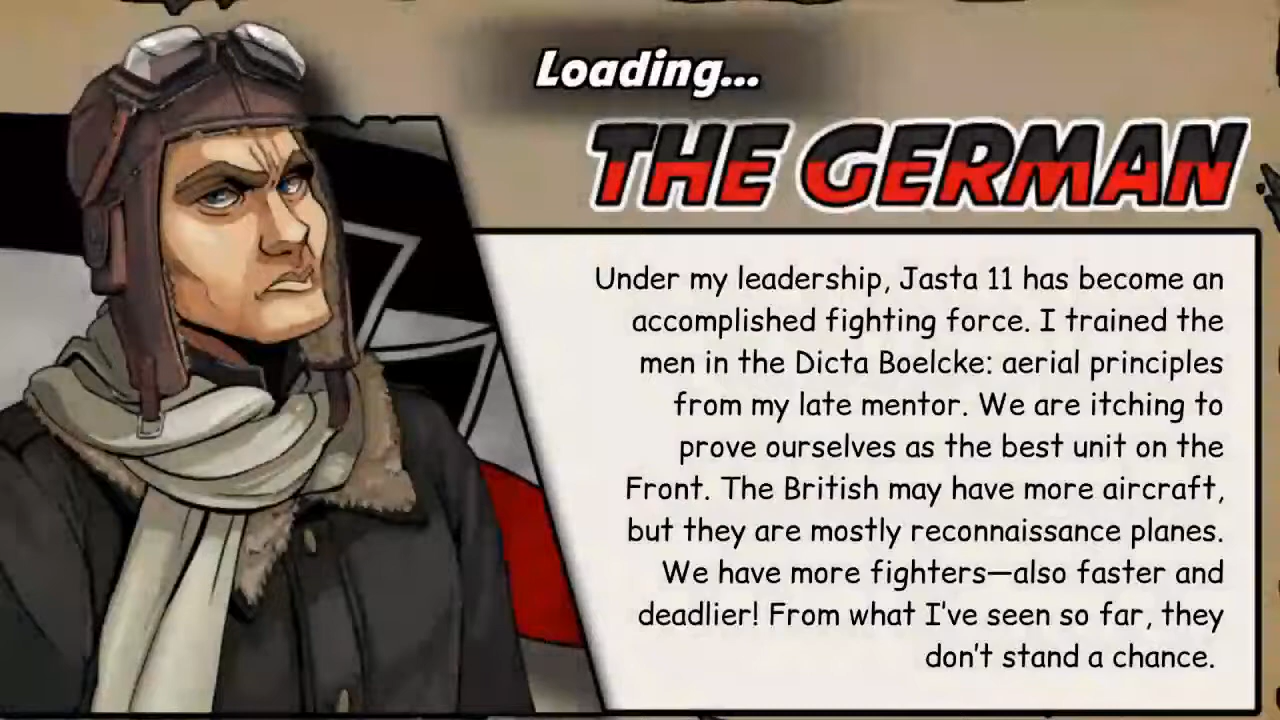 Loading...
THE GERMAN
Under my leadership, Jasta 11 has become an
accomplished fighting force. I trained the
men in the Dicta Boelcke: aerial principles
from my late mentor. We are itching to
prove ourselves as the best unit on the
Front. The British may have more aircraft,
but they are mostly reconnaissance planes.
We have more fighters—also faster and
deadlier! From what I've seen so far, they
don't stand a chance.